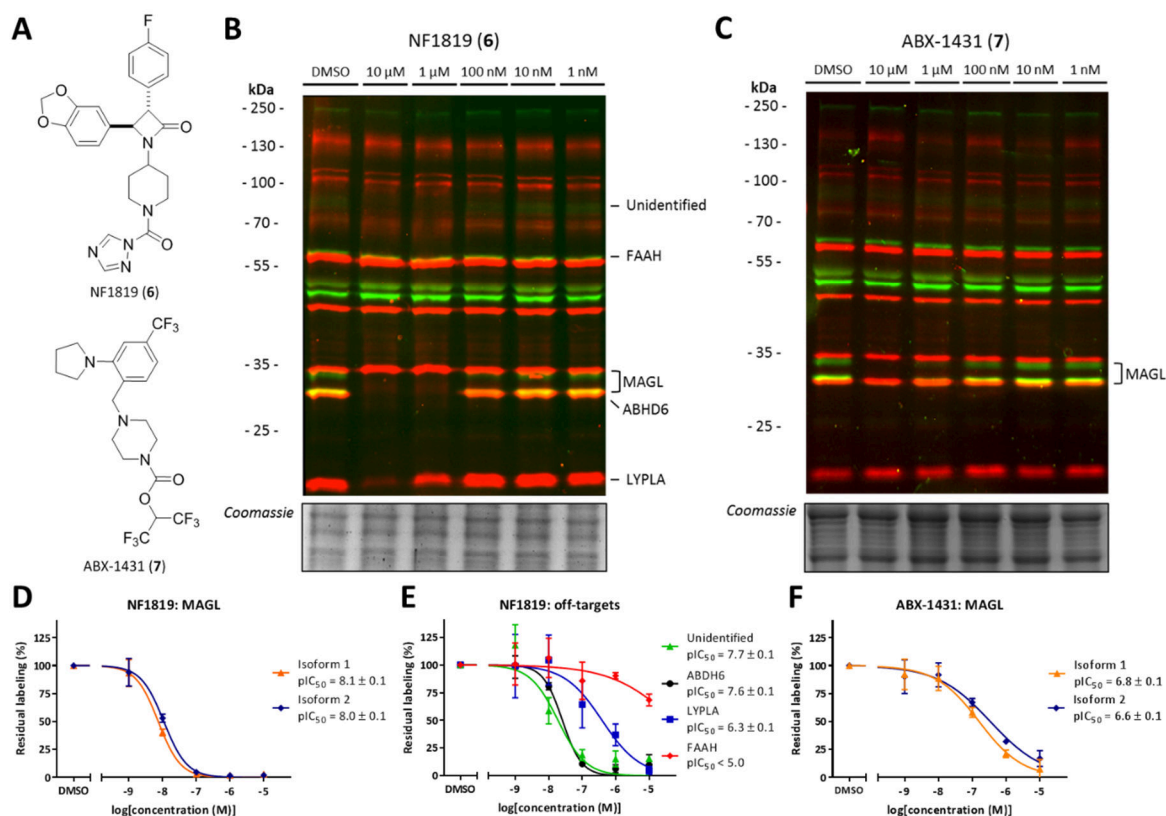 A
F
O
O
O
N
N
O
N
N
N
NF1819 (6)
CF3
N
N
N
O
O
F3C
CF3
ABX-1431 (7)
B
NF1819 (6)
DMSO 10 µM 1 µM 100 nM 10 nM 1 nM
kDa
- 250 -
- 130 -
- 100 -
- 70 -
- 55 -
- 35 -
- 25 -
Unidentified
FAAH
MAGL
ABHD6
LYPLA
Coomassie
C
ABX-1431 (7)
DMSO 10 µM 1 µM 100 nM 10 nM 1 nM
kDa
- 250 -
- 130 -
- 100 -
- 70 -
- 55 -
- 35 -
- 25 -
MAGL
Coomassie
D
NF1819: MAGL
Residual labeling (%)
125
100
75
50
25
0
DMSO -9 -8 -7 -6 -5
log[concentration (M)]
Isoform 1
pIC50 = 8.1 ± 0.1
Isoform 2
pIC50 = 8.0 ± 0.1
E
NF1819: off-targets
Residual labeling (%)
125
100
75
50
25
0
DMSO -9 -8 -7 -6 -5
log[concentration (M)]
Unidentified
pIC50 = 7.7 ± 0.1
ABDH6
pIC50 = 7.6 ± 0.1
LYPLA
pIC50 = 6.3 ± 0.1
FAAH
pIC50 < 5.0
F
ABX-1431: MAGL
Residual labeling (%)
125
100
75
50
25
0
DMSO -9 -8 -7 -6 -5
log[concentration (M)]
Isoform 1
pIC50 = 6.8 ± 0.1
Isoform 2
pIC50 = 6.6 ± 0.1